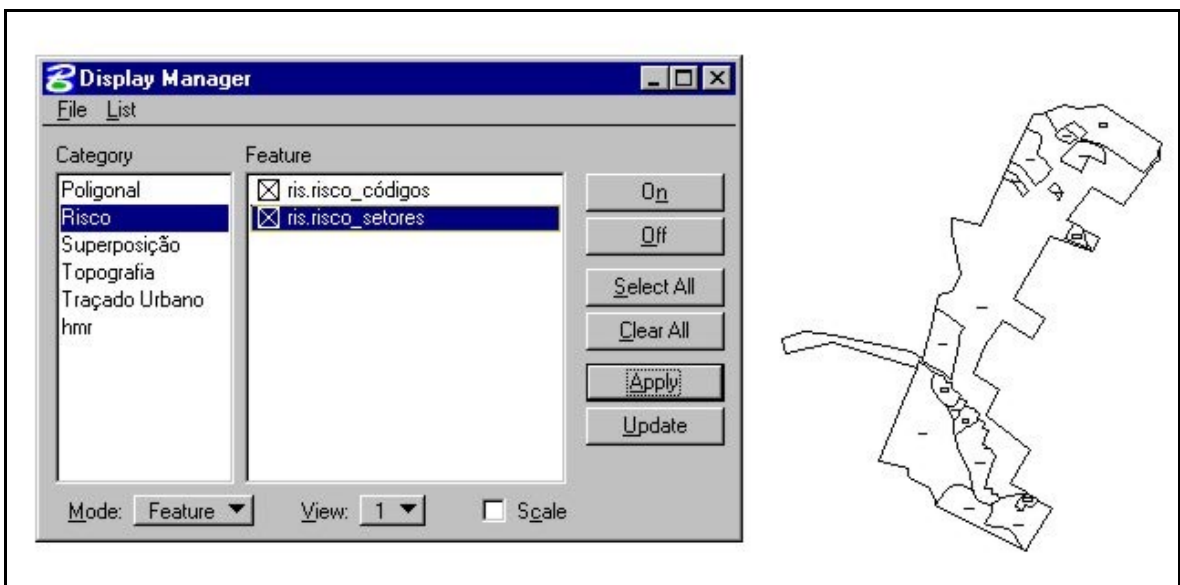 Display Manager
File List
Category
Feature
Poligonal
Risco
Superposição
Topografia
Traçado Urbano
hmr
ris.risco_códigos
ris.risco_setores
On
Off
Select All
Clear All
Apply
Update
Mode: Feature View: 1 Scale